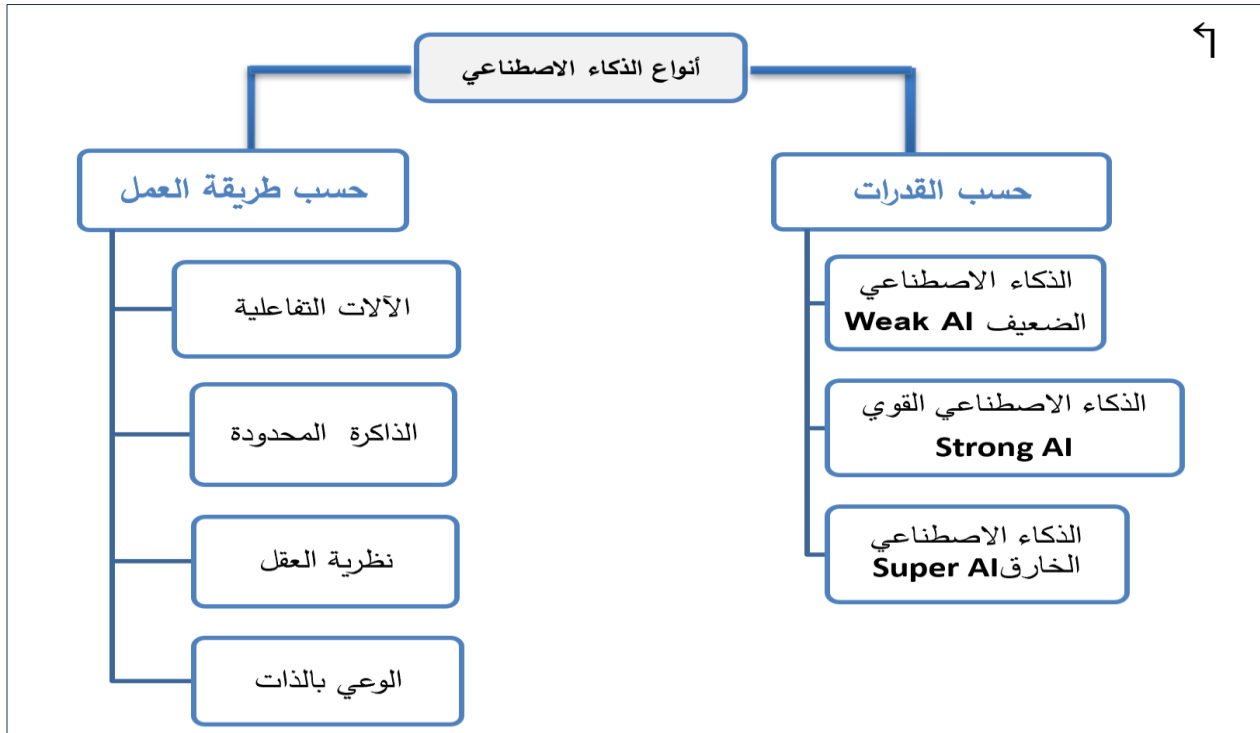 أنواع الذكاء الاصطناعي
حسب القدرات
الذكاء الاصطناعي
الضعيف Weak AI
الذكاء الاصطناعي القوي
Strong AI
الذكاء الاصطناعي
الخارقSuper AI
حسب طريقة العمل
الآلات التفاعلية
الذاكرة المحدودة
نظرية العقل
الوعي بالذات